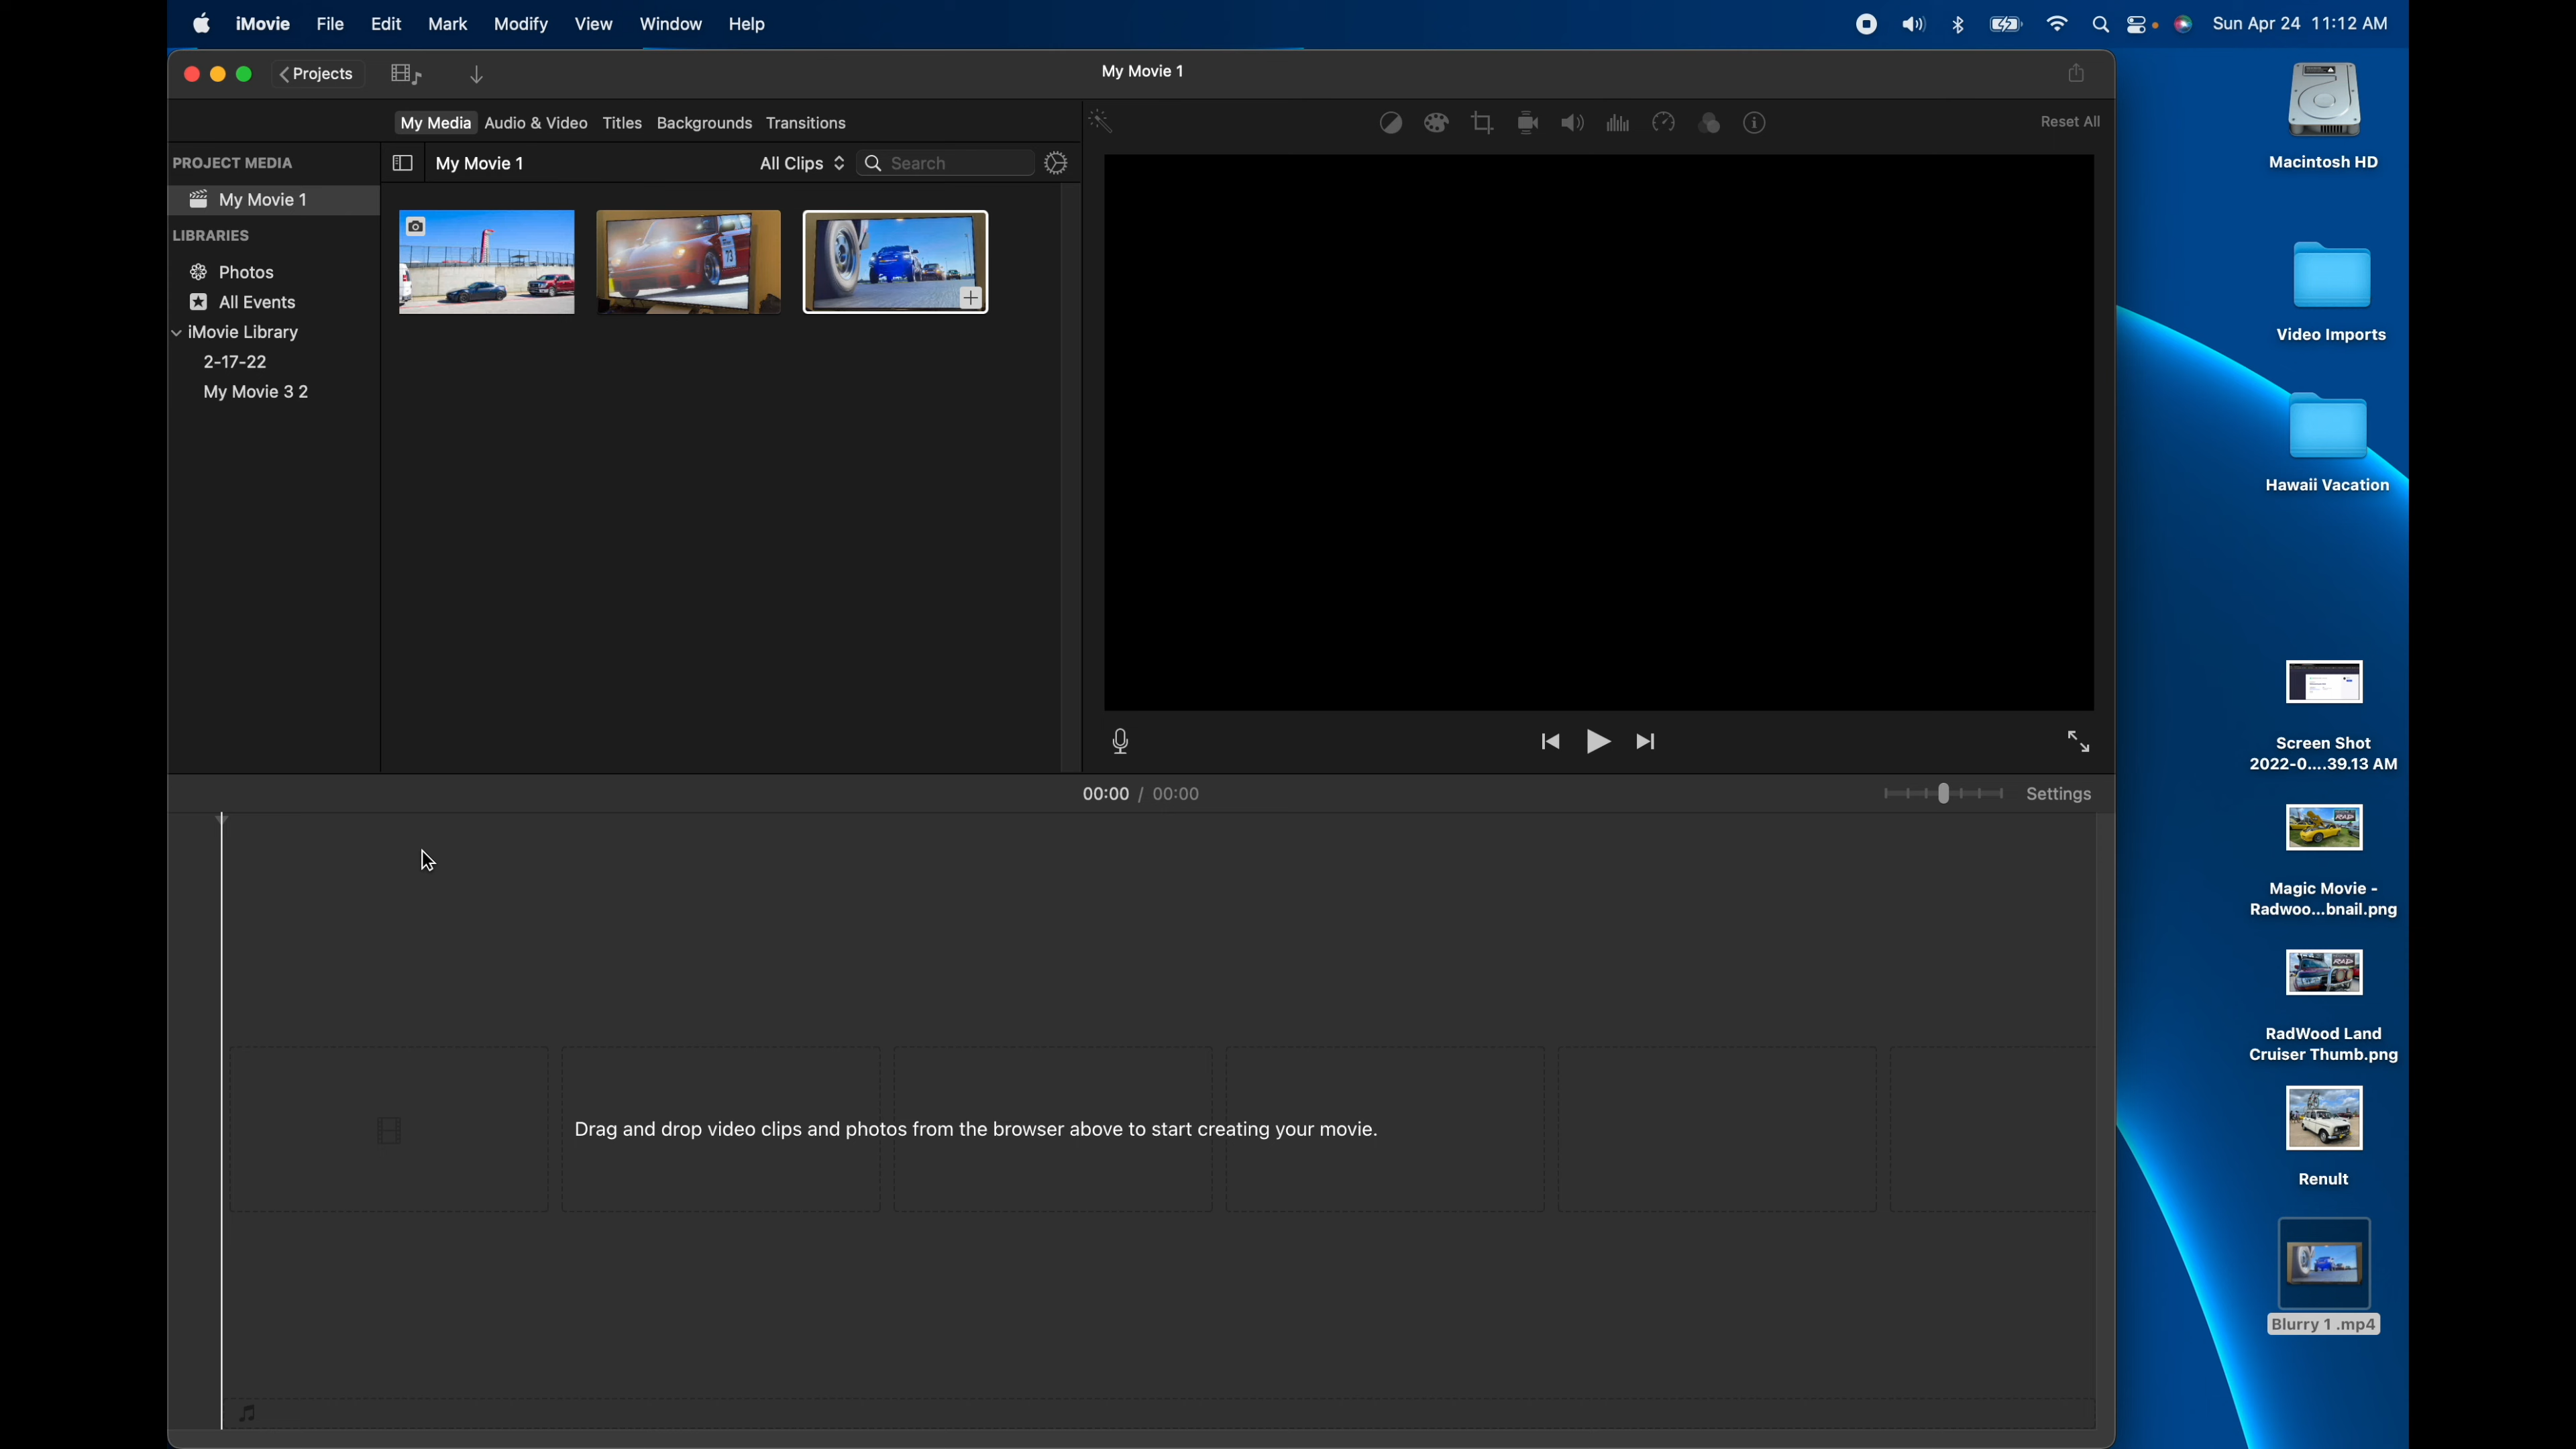 iMovie File Edit Mark Modify View Window Help Sun Apr 24 11:12 AM
Projects My Movie 1
My Media Audio & Video Titles Backgrounds Transitions Reset All
PROJECT MEDIA
My Movie 1
LIBRARIES
Photos
All Events
iMovie Library
2-17-22
My Movie 3 2
My Movie 1 All Clips Search
73
00:00 / 00:00 Settings
Drag and drop video clips and photos from the browser above to start creating your movie.
Macintosh HD
Video Imports
Hawaii Vacation
Screen Shot
2022-0....39.13 AM
Magic Movie -
Radwoo...bnail.png
RadWood Land
Cruiser Thumb.png
Renult
Blurry 1 .mp4